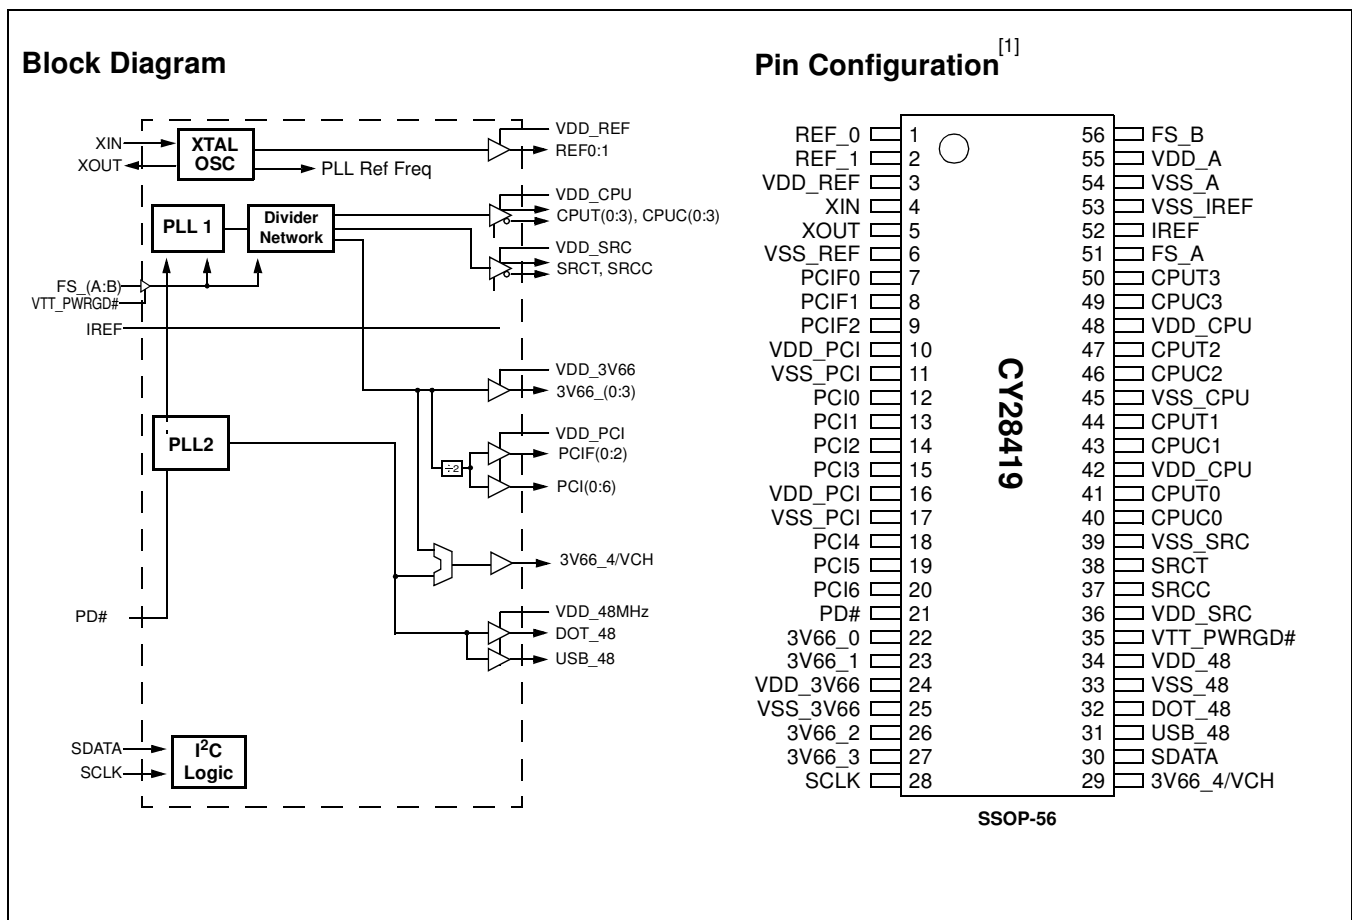 Block Diagram
XIN
XOUT
XTAL
OSC
VDD_REF
REF0:1
PLL Ref Freq
VDD_CPU
CPUT(0:3), CPUC(0:3)
PLL 1
Divider
Network
VDD_SRC
SRCT, SRCC
FS_(A:B)
VTT_PWRGD#
IREF
VDD_3V66
3V66_(0:3)
PLL2
VDD_PCI
PCIF(0:2)
÷2
PCI(0:6)
3V66_4/VCH
PD#
VDD_48MHz
DOT_48
USB_48
SDATA
SCLK
I2C
Logic
Pin Configuration[1]
REF_0 1 56 FS_B
REF_1 2 55 VDD_A
VDD_REF 3 54 VSS_A
XIN 4 53 VSS_IREF
XOUT 5 52 IREF
VSS_REF 6 51 FS_A
PCIF0 7 50 CPUT3
PCIF1 8 49 CPUC3
PCIF2 9 48 VDD_CPU
VDD_PCI 10 47 CPUT2
VSS_PCI 11 46 CPUC2
PCI0 12 45 VSS_CPU
PCI1 13 44 CPUT1
PCI2 14 43 CPUC1
PCI3 15 42 VDD_CPU
VDD_PCI 16 41 CPUT0
VSS_PCI 17 40 CPUC0
PCI4 18 39 VSS_SRC
PCI5 19 38 SRCT
PCI6 20 37 SRCC
PD# 21 36 VDD_SRC
3V66_0 22 35 VTT_PWRGD#
3V66_1 23 34 VDD_48
VDD_3V66 24 33 VSS_48
VSS_3V66 25 32 DOT_48
3V66_2 26 31 USB_48
3V66_3 27 30 SDATA
SCLK 28 29 3V66_4/VCH
CY28419
SSOP-56